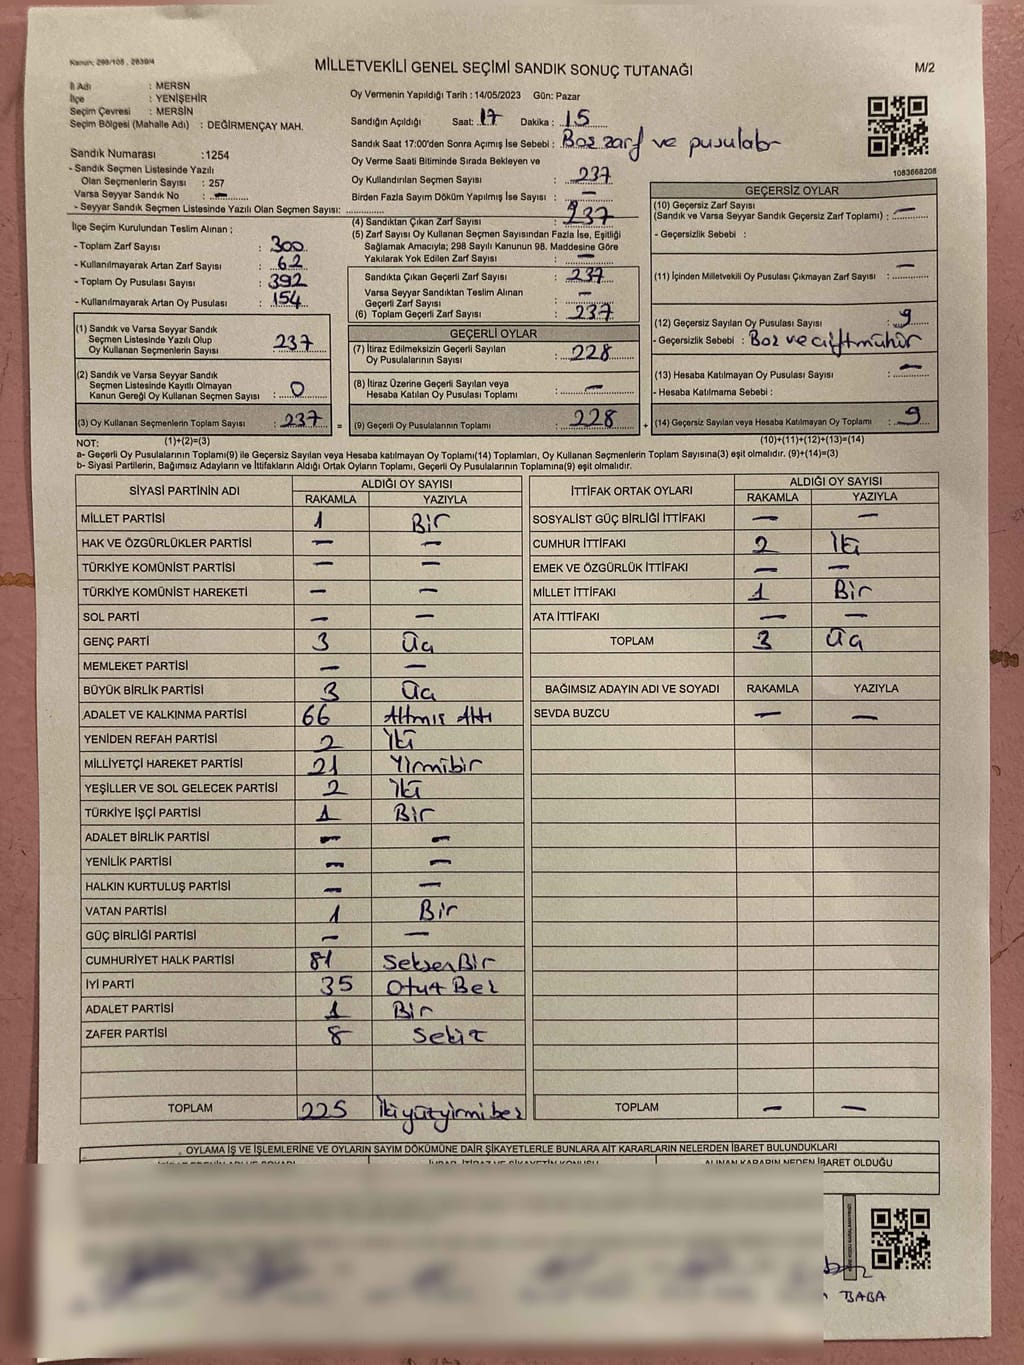 Kanun: 298/105, 2839/4
MİLLETVEKİLİ GENEL SEÇİMİ SANDIK SONUÇ TUTANAĞI
M/2
İl Adı : MERSN
İlçe : YENİŞEHİR
Seçim Çevresi : MERSİN
Seçim Bölgesi (Mahalle Adı) : DEĞİRMENÇAY MAH.
Sandık Numarası : 1254
- Sandık Seçmen Listesinde Yazılı
Olan Seçmenlerin Sayısı : 257
Varsa Seyyar Sandık No : —
- Seyyar Sandık Seçmen Listesinde Yazılı Olan Seçmen Sayısı:
İlçe Seçim Kurulundan Teslim Alınan ;
- Toplam Zarf Sayısı : 300
- Kullanılmayarak Artan Zarf Sayısı : 62
- Toplam Oy Pusulası Sayısı : 392
- Kullanılmayarak Artan Oy Pusulası : 154
(1) Sandık ve Varsa Seyyar Sandık
Seçmen Listesinde Yazılı Olup
Oy Kullanan Seçmenlerin Sayısı : 237
(2) Sandık ve Varsa Seyyar Sandık
Seçmen Listesinde Kayıtlı Olmayan
Kanun Gereği Oy Kullanan Seçmen Sayısı : 0
(3) Oy Kullanan Seçmenlerin Toplam Sayısı : 237 =
Oy Vermenin Yapıldığı Tarih : 14/05/2023 Gün: Pazar
Sandığın Açıldığı Saat: 17 Dakika : 15
Sandık Saat 17:00'den Sonra Açımış İse Sebebi : Boş zarf ve pusulalar
Oy Verme Saati Bitiminde Sırada Bekleyen ve
Oy Kullandırılan Seçmen Sayısı : 237
Birden Fazla Sayım Döküm Yapılmış İse Sayısı : —
(4) Sandıktan Çıkan Zarf Sayısı : 237
(5) Zarf Sayısı Oy Kullanan Seçmen Sayısından Fazla İse, Eşitliği
Sağlamak Amacıyla; 298 Sayılı Kanunun 98. Maddesine Göre
Yakılarak Yok Edilen Zarf Sayısı : —
Sandıkta Çıkan Geçerli Zarf Sayısı : 237
Varsa Seyyar Sandıktan Teslim Alınan
Geçerli Zarf Sayısı : —
(6) Toplam Geçerli Zarf Sayısı : 237
GEÇERLİ OYLAR
(7) İtiraz Edilmeksizin Geçerli Sayılan
Oy Pusulalarının Sayısı : 228
(8) İtiraz Üzerine Geçerli Sayılan veya
Hesaba Katılan Oy Pusulası Toplamı : —
(9) Geçerli Oy Pusulalarının Toplamı : 228 +
1083668208
GEÇERSİZ OYLAR
(10) Geçersiz Zarf Sayısı
(Sandık ve Varsa Seyyar Sandık Geçersiz Zarf Toplamı) : —
- Geçersizlik Sebebi :
(11) İçinden Milletvekili Oy Pusulası Çıkmayan Zarf Sayısı : —
(12) Geçersiz Sayılan Oy Pusulası Sayısı : 9
- Geçersizlik Sebebi : Boş ve çift mühür
(13) Hesaba Katılmayan Oy Pusulası Sayısı : —
- Hesaba Katılmama Sebebi :
(14) Geçersiz Sayılan veya Hesaba Katılmayan Oy Toplamı : 9
NOT: (1)+(2)=(3) (10)+(11)+(12)+(13)=(14)
a- Geçerli Oy Pusulalarının Toplamı(9) ile Geçersiz Sayılan veya Hesaba Katılmayan Oy Toplamı(14) Toplamları, Oy Kullanan Seçmenlerin Toplam Sayısına(3) eşit olmalıdır. (9)+(14)=(3)
b- Siyasi Partilerin, Bağımsız Adayların ve İttifakların Aldığı Ortak Oyların Toplamı, Geçerli Oy Pusulalarının Toplamına(9) eşit olmalıdır.
SİYASİ PARTİNİN ADI ALDIĞI OY SAYISI
RAKAMLA YAZIYLA
MİLLET PARTİSİ 1 Bir
HAK VE ÖZGÜRLÜKLER PARTİSİ — —
TÜRKİYE KOMÜNİST PARTİSİ — —
TÜRKİYE KOMÜNİST HAREKETİ — —
SOL PARTİ — —
GENÇ PARTİ 3 Üç
MEMLEKET PARTİSİ — —
BÜYÜK BİRLİK PARTİSİ 3 Üç
ADALET VE KALKINMA PARTİSİ 66 Altmış Altı
YENİDEN REFAH PARTİSİ 2 İki
MİLLİYETÇİ HAREKET PARTİSİ 21 Yirmibir
YEŞİLLER VE SOL GELECEK PARTİSİ 2 İki
TÜRKİYE İŞÇİ PARTİSİ 1 Bir
ADALET BİRLİK PARTİSİ — —
YENİLİK PARTİSİ — —
HALKIN KURTULUŞ PARTİSİ — —
VATAN PARTİSİ 1 Bir
GÜÇ BİRLİĞİ PARTİSİ — —
CUMHURİYET HALK PARTİSİ 81 Seksen Bir
İYİ PARTİ 35 Otuz Beş
ADALET PARTİSİ 1 Bir
ZAFER PARTİSİ 8 Sekiz
TOPLAM 225 İkiyüzyirmibeş
İTTİFAK ORTAK OYLARI ALDIĞI OY SAYISI
RAKAMLA YAZIYLA
SOSYALİST GÜÇ BİRLİĞİ İTTİFAKI — —
CUMHUR İTTİFAKI 2 İki
EMEK VE ÖZGÜRLÜK İTTİFAKI — —
MİLLET İTTİFAKI 1 Bir
ATA İTTİFAKI — —
TOPLAM 3 Üç
BAĞIMSIZ ADAYIN ADI VE SOYADI RAKAMLA YAZIYLA
SEVDA BUZCU — —
TOPLAM — —
OYLAMA İŞ VE İŞLEMLERİNE VE OYLARIN SAYIM DÖKÜMÜNE DAİR ŞİKAYETLERLE BUNLARA AİT KARARLARIN NELERDEN İBARET BULUNDUKLARI
ALINAN KARARIN NEDEN İBARET OLDUĞU
BABA